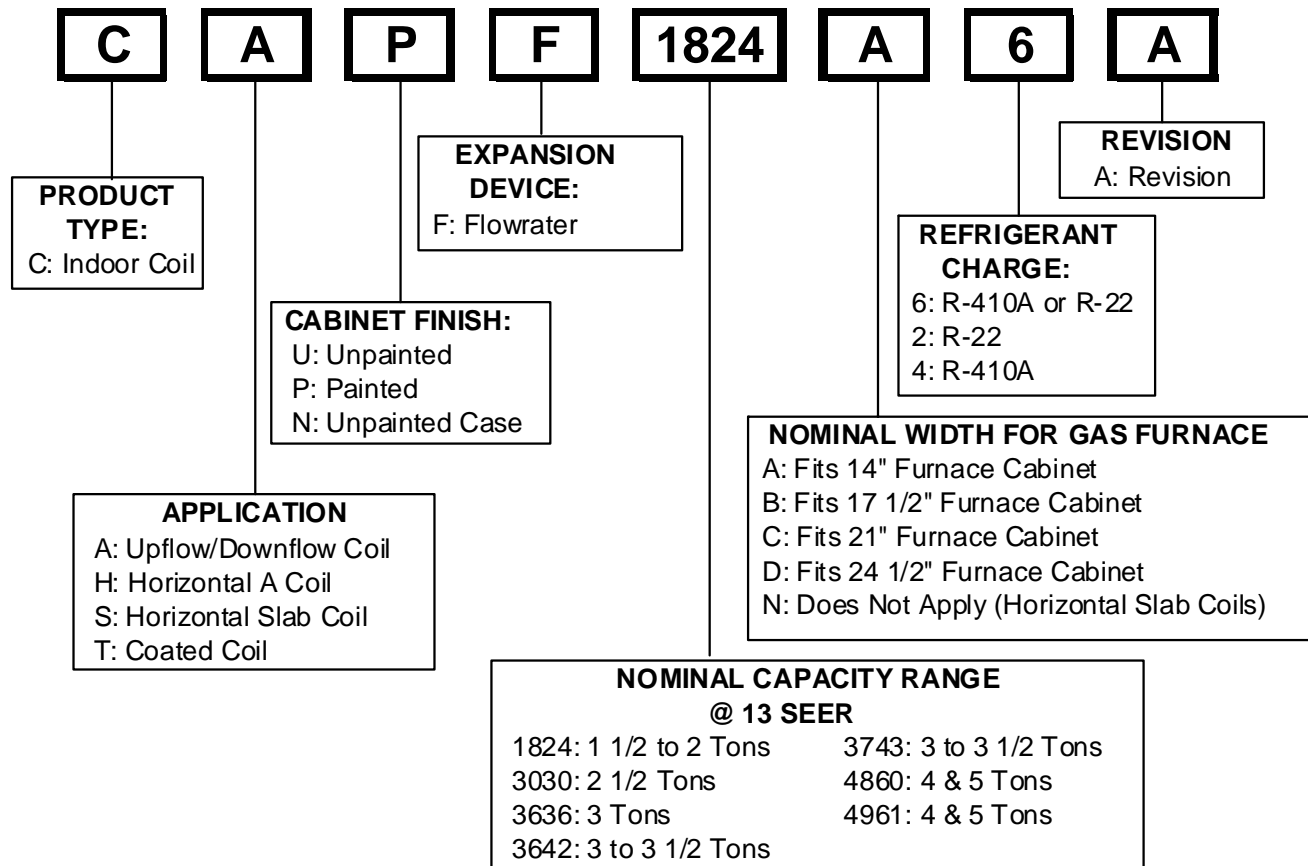 C A P F 1824 A 6 A
PRODUCT
TYPE:
C: Indoor Coil
APPLICATION
A: Upflow/Downflow Coil
H: Horizontal A Coil
S: Horizontal Slab Coil
T: Coated Coil
CABINET FINISH:
U: Unpainted
P: Painted
N: Unpainted Case
EXPANSION
DEVICE:
F: Flowrater
NOMINAL CAPACITY RANGE
@ 13 SEER
1824: 1 1/2 to 2 Tons
3030: 2 1/2 Tons
3636: 3 Tons
3642: 3 to 3 1/2 Tons
3743: 3 to 3 1/2 Tons
4860: 4 & 5 Tons
4961: 4 & 5 Tons
NOMINAL WIDTH FOR GAS FURNACE
A: Fits 14" Furnace Cabinet
B: Fits 17 1/2" Furnace Cabinet
C: Fits 21" Furnace Cabinet
D: Fits 24 1/2" Furnace Cabinet
N: Does Not Apply (Horizontal Slab Coils)
REFRIGERANT
CHARGE:
6: R-410A or R-22
2: R-22
4: R-410A
REVISION
A: Revision